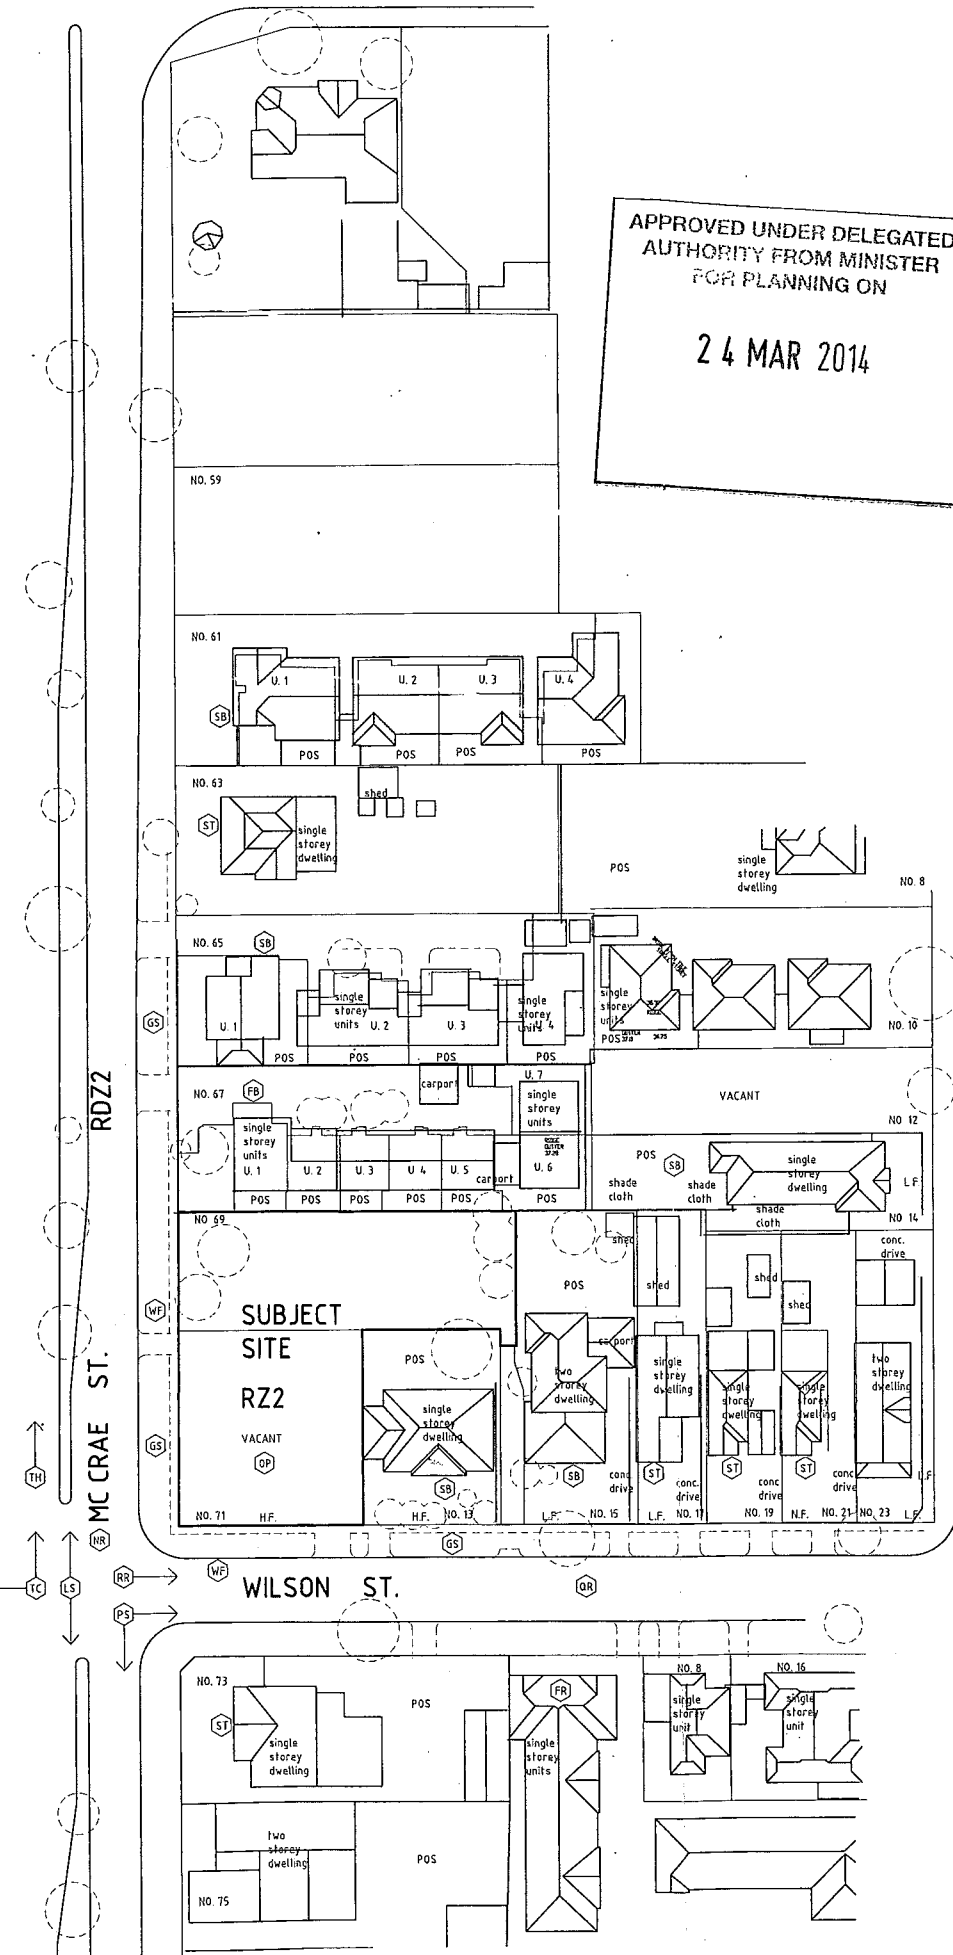 APPROVED UNDER DELEGATED
AUTHORITY FROM MINISTER
FOR PLANNING ON
24 MAR 2014
NO. 59
NO. 61
U. 1
U. 2
U. 3
U. 4
SB
POS
POS
POS
POS
NO. 63
shed
ST
single
storey
dwelling
POS
single
storey
dwelling
NO. 8
NO. 65
SB
single
storey
units
U. 1
U. 2
U. 3
single
storey
units
U. 4
POS
POS
POS
POS
single
storey
units
POS
NO. 10
GS
RDZ2
NO. 67
FB
carport
U. 7
single
storey
units
single
storey
units
U. 1
U. 2
U. 3
U 4
U. 5
U. 6
carport
POS
POS
POS
POS
POS
POS
VACANT
NO. 12
POS
SB
shade
cloth
shade
cloth
single
storey
dwelling
L.F.
shade
cloth
NO. 14
NO. 69
SUBJECT
SITE
RZ2
VACANT
OP
NO. 71
H.F.
POS
single
storey
dwelling
SB
H.F.
NO. 13
POS
shed
shed
carport
two
storey
dwelling
SB
L.F.
NO. 15
conc
drive
single
storey
dwelling
ST
L.F.
NO. 17
conc.
drive
shed
shed
single
storey
dwelling
ST
NO. 19
conc
drive
single
storey
dwelling
ST
N.F.
NO. 21
conc
drive
conc.
drive
two
storey
dwelling
NO. 23
L.F.
L.F.
WF
GS
TH
MC CRAE ST.
NR
TC
LS
RR
PS
WF
GS
WILSON ST.
QR
NO. 73
ST
single
storey
dwelling
POS
FR
single
storey
units
NO. 8
single
storey
unit
NO. 16
single
storey
unit
two
storey
dwelling
NO. 75
POS